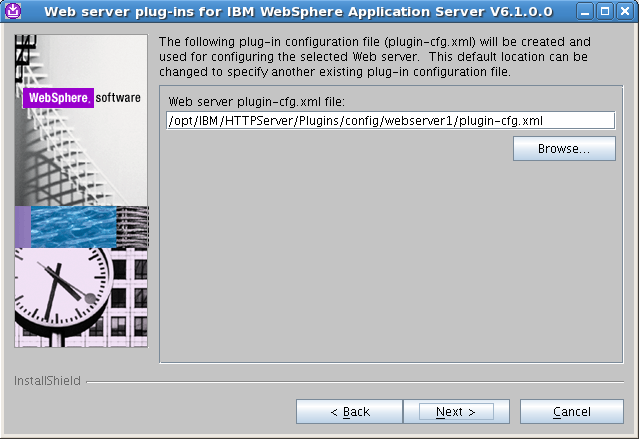 Web server plug-ins for IBM WebSphere Application Server V6.1.0.0
The following plug-in configuration file (plugin-cfg.xml) will be created and
used for configuring the selected Web server.  This default location can be
changed to specify another existing plug-in configuration file.
WebSphere. software
Web server plugin-cfg.xml file:
/opt/IBM/HTTPServer/Plugins/config/webserver1/plugin-cfg.xml
Browse...
InstallShield
< Back
Next >
Cancel